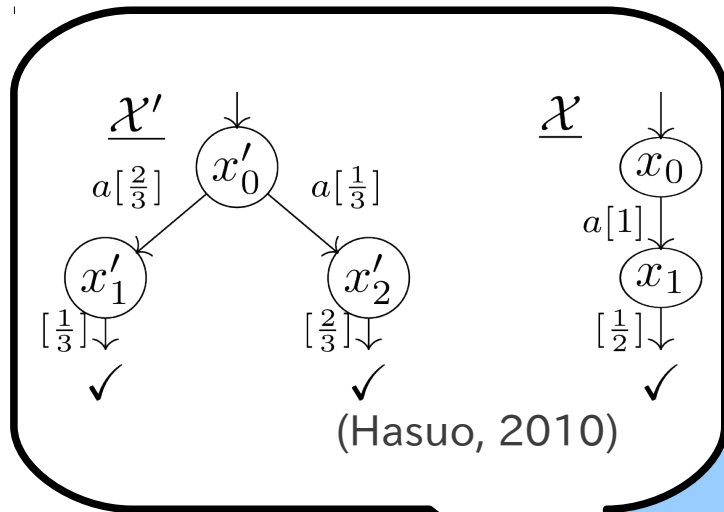 𝒳′
x′₀
a[2/3]
a[1/3]
x′₁
x′₂
[1/3]
[2/3]
✓
✓
𝒳
x₀
a[1]
x₁
[1/2]
✓
(Hasuo, 2010)